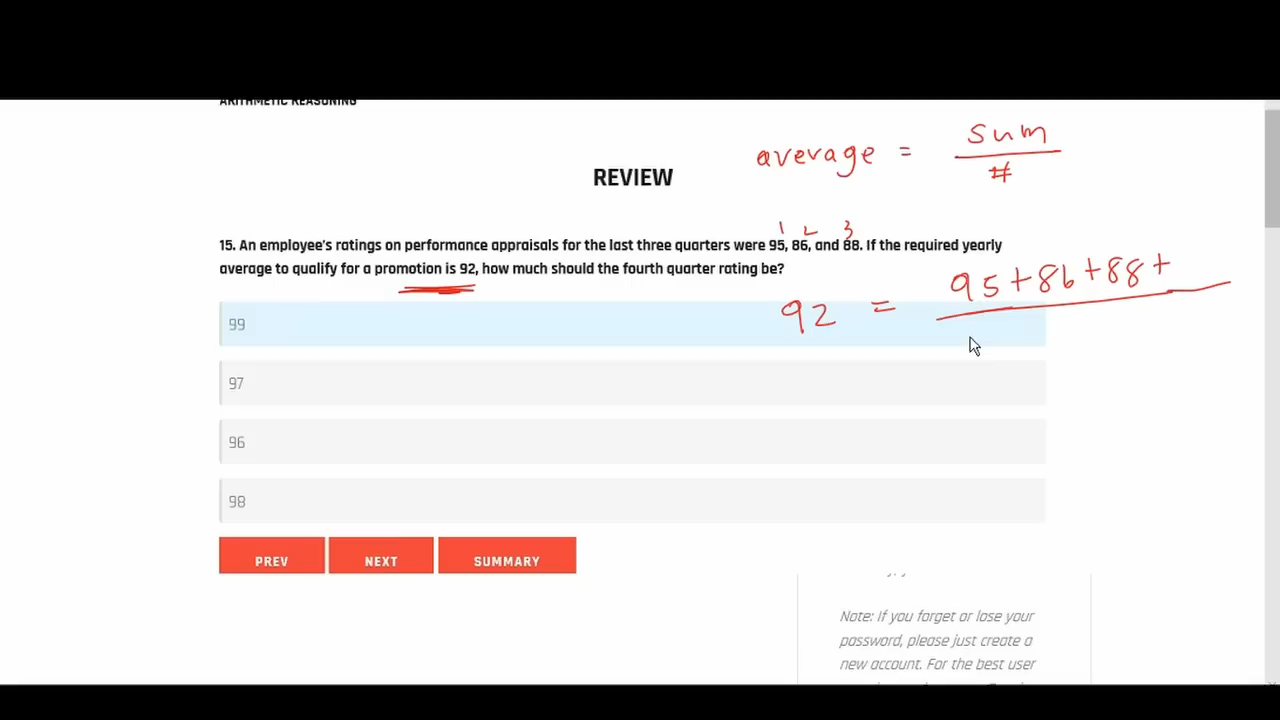 ARITHMETIC REASONING
average = sum
#
REVIEW
1 2 3
15. An employee's ratings on performance appraisals for the last three quarters were 95, 86, and 88. If the required yearly
average to qualify for a promotion is 92, how much should the fourth quarter rating be?
92 = 95+86+88+
99
97
96
98
PREV NEXT SUMMARY
Note: If you forget or lose your
password, please just create a
new account. For the best user